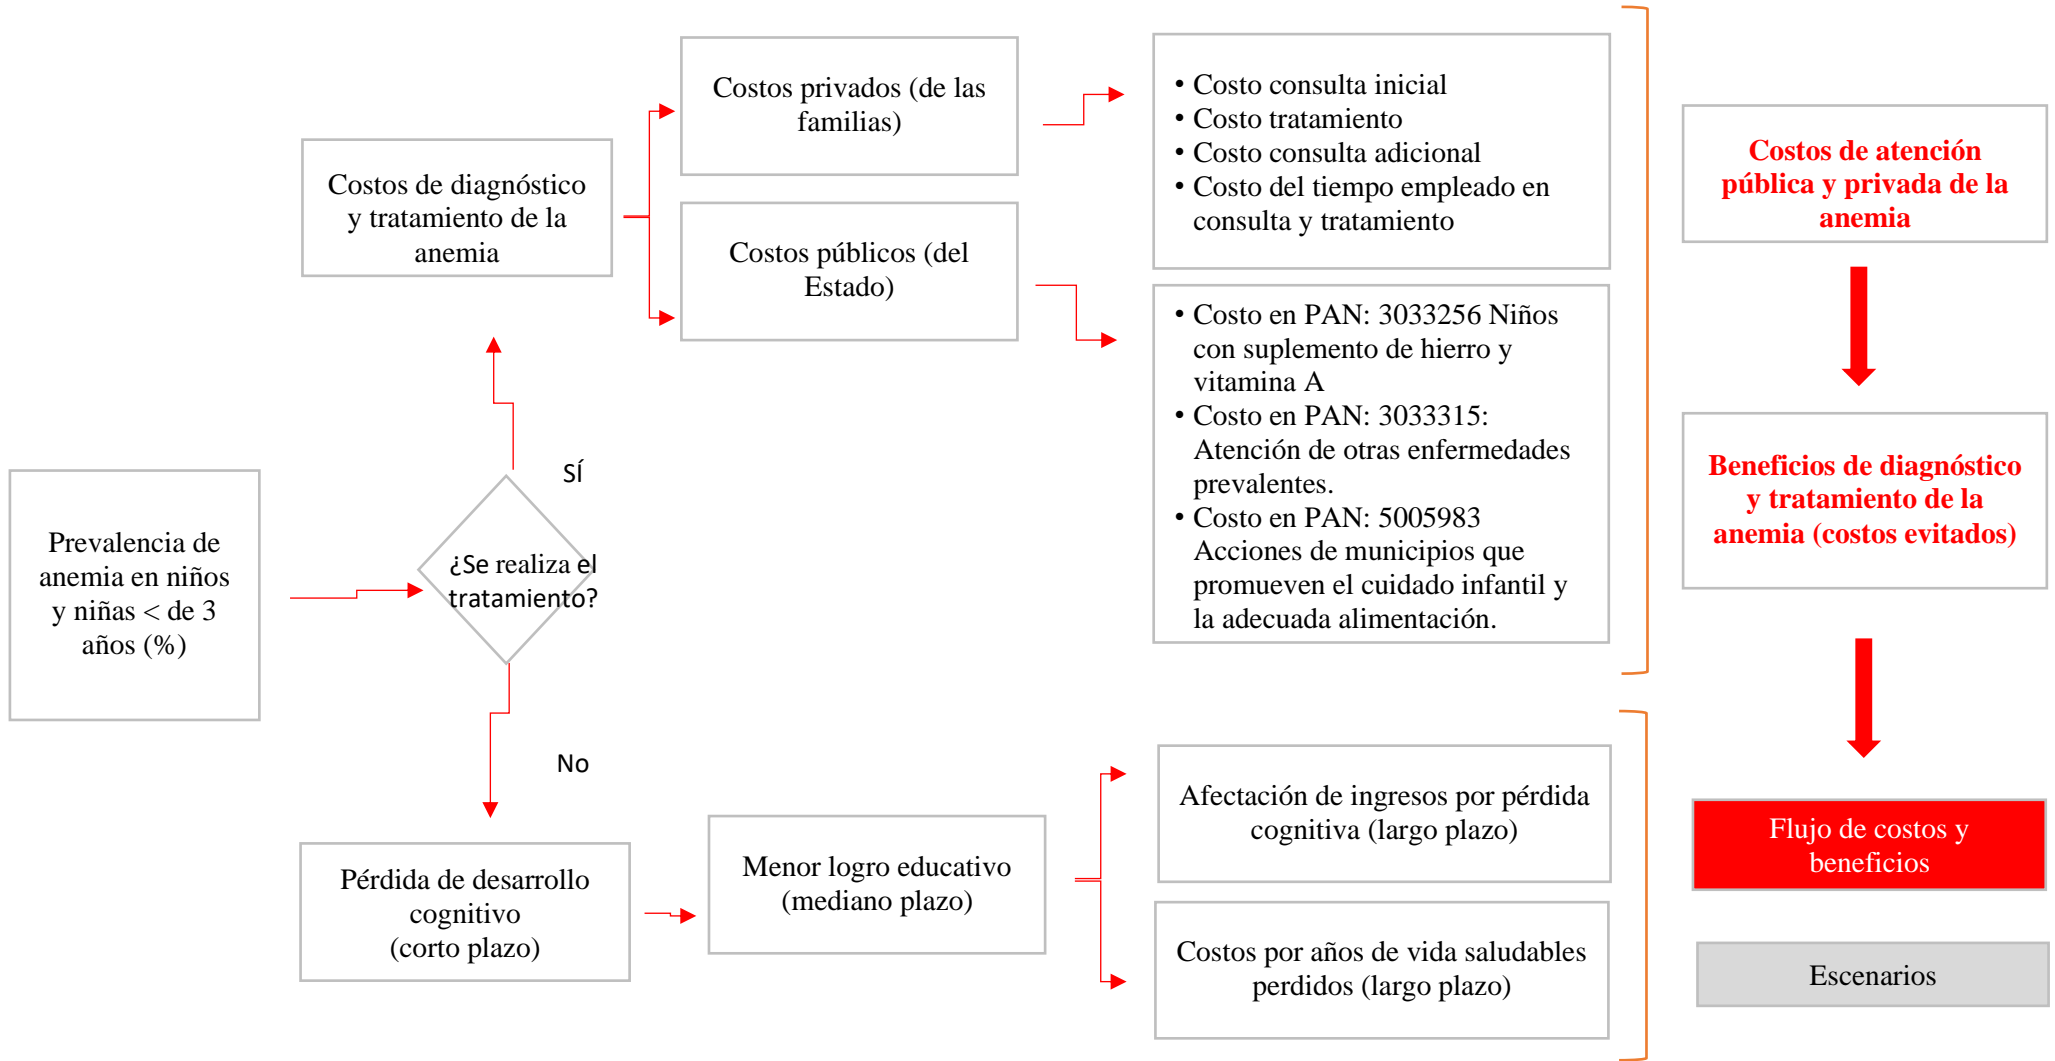 Prevalencia de
anemia en niños
y niñas < de 3
años (%)
¿Se realiza el
tratamiento?
SÍ
No
Costos de diagnóstico
y tratamiento de la
anemia
Costos privados (de las
familias)
Costos públicos (del
Estado)
• Costo consulta inicial
• Costo tratamiento
• Costo consulta adicional
• Costo del tiempo empleado en
consulta y tratamiento
• Costo en PAN: 3033256 Niños
con suplemento de hierro y
vitamina A
• Costo en PAN: 3033315:
Atención de otras enfermedades
prevalentes.
• Costo en PAN: 5005983
Acciones de municipios que
promueven el cuidado infantil y
la adecuada alimentación.
Pérdida de desarrollo
cognitivo
(corto plazo)
Menor logro educativo
(mediano plazo)
Afectación de ingresos por pérdida
cognitiva (largo plazo)
Costos por años de vida saludables
perdidos (largo plazo)
Costos de atención
pública y privada de la
anemia
Beneficios de diagnóstico
y tratamiento de la
anemia (costos evitados)
Flujo de costos y
beneficios
Escenarios